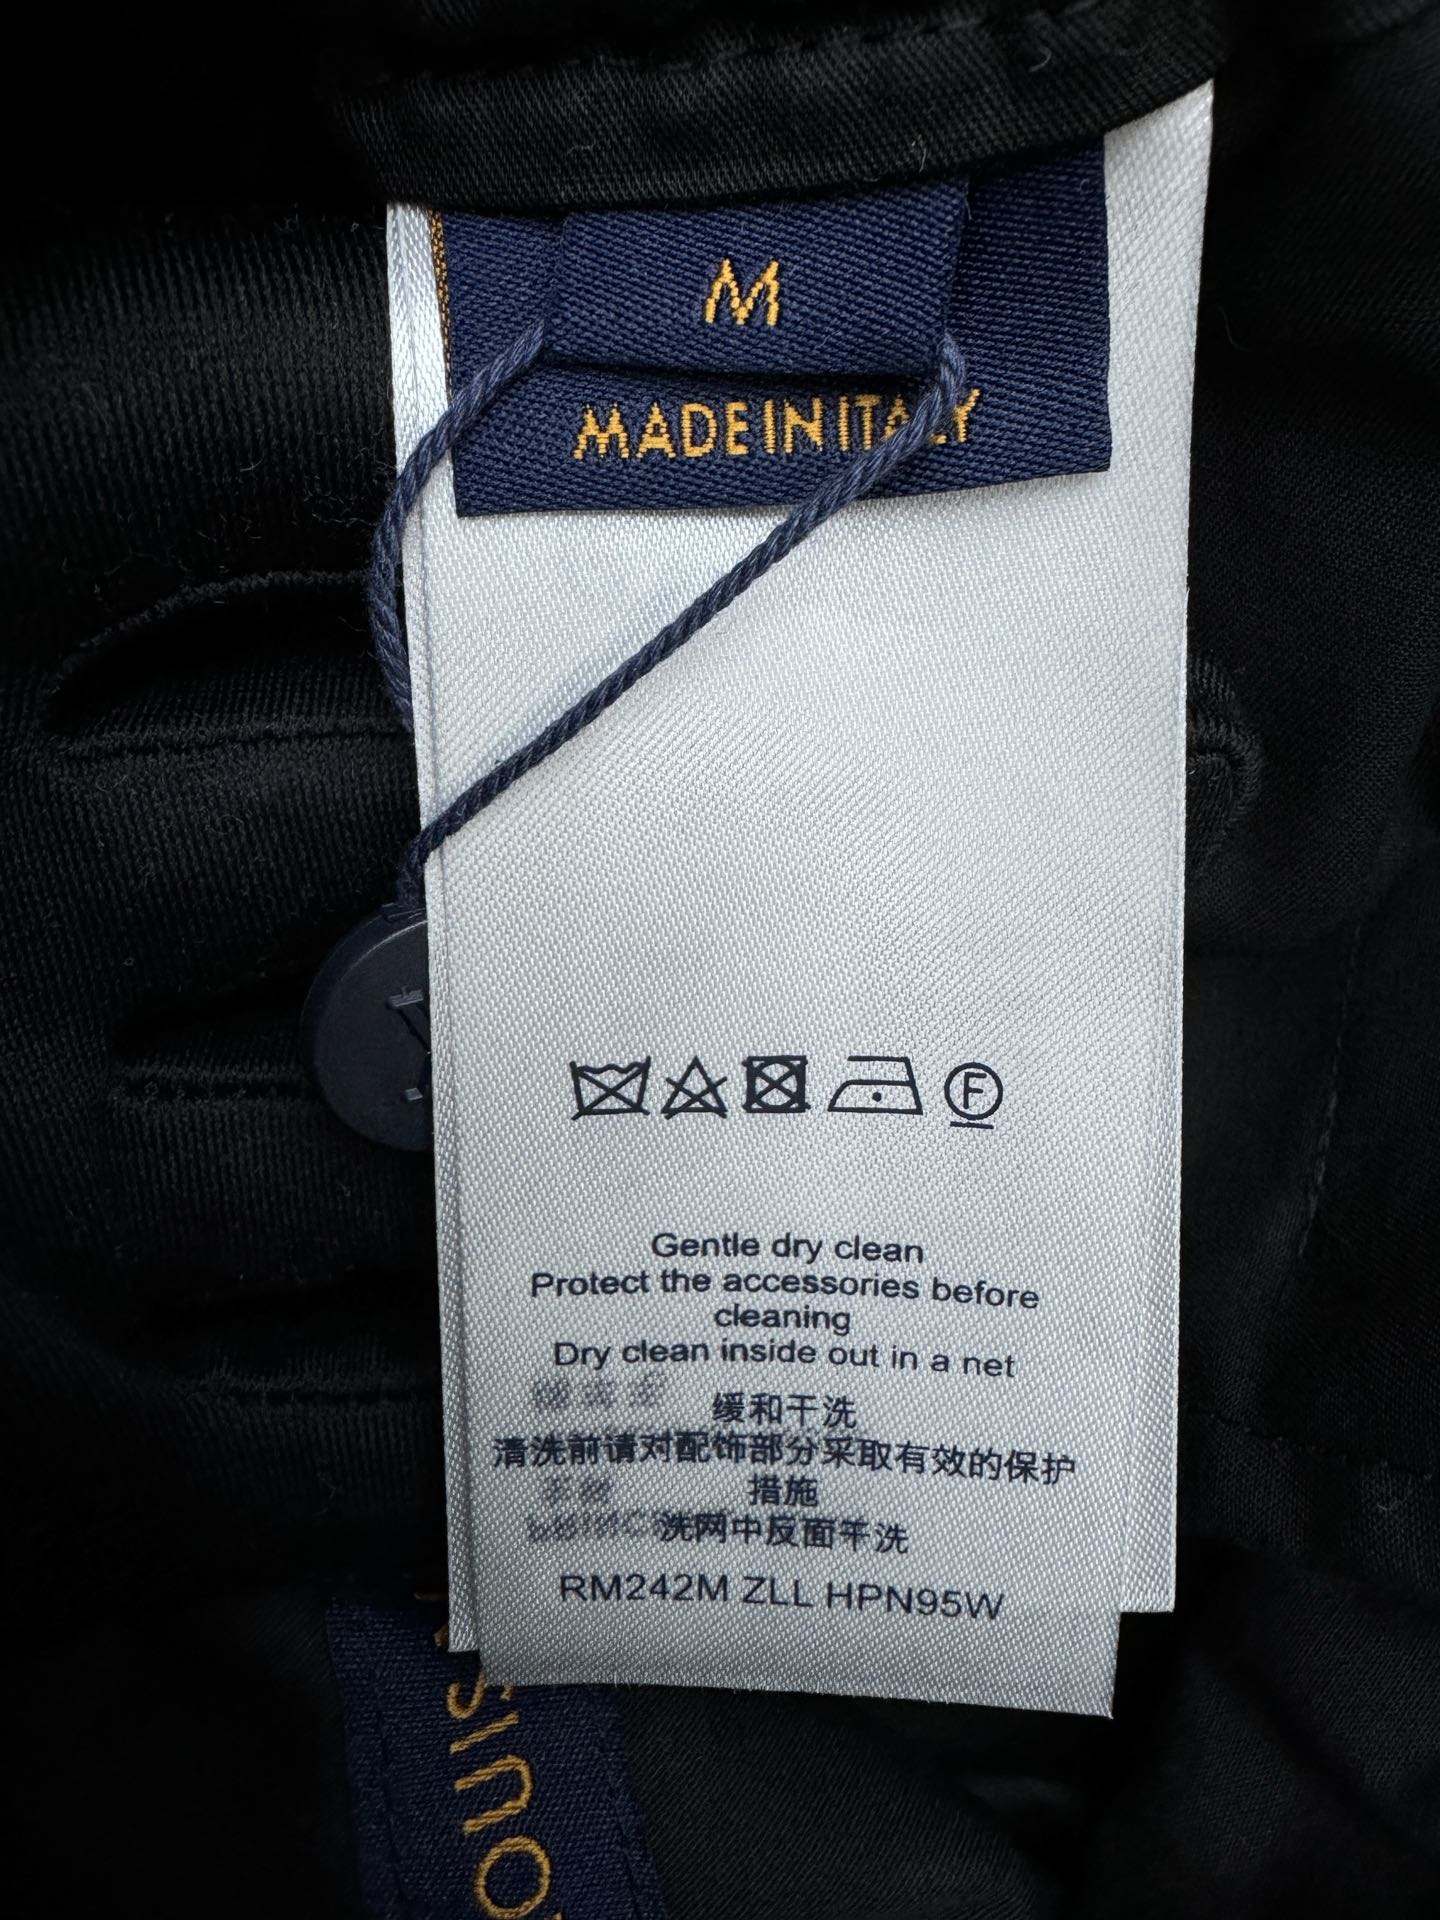 M
MADE IN ITALY
F
Gentle dry clean
Protect the accessories before
cleaning
Dry clean inside out in a net
缓和干洗
清洗前请对配饰部分采取有效的保护
措施
洗网中反面干洗
RM242M ZLL HPN95W